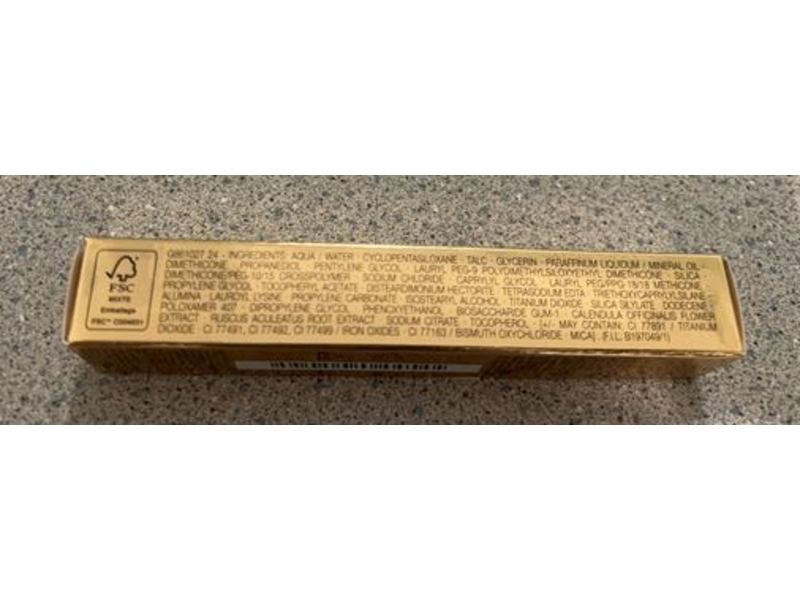 G861027 24 - INGREDIENTS: AQUA / WATER - CYCLOPENTASILOXANE - TALC - GLYCERIN - PARAFFINUM LIQUIDUM / MINERAL OIL -
DIMETHICONE - PROPANEDIOL - PENTYLENE GLYCOL - LAURYL PEG-9 POLYDIMETHYLSILOXYETHYL DIMETHICONE - SILICA -
DIMETHICONE/PEG-10/15 CROSSPOLYMER - SODIUM CHLORIDE - CAPRYLYL GLYCOL - LAURYL PEG/PPG-18/18 METHICONE -
PROPYLENE GLYCOL - TOCOPHERYL ACETATE - DISTEARDIMONIUM HECTORITE - TETRASODIUM EDTA - TRIETHOXYCAPRYLYLSILANE -
ALUMINA - LAUROYL LYSINE - PROPYLENE CARBONATE - ISOSTEARYL ALCOHOL - TITANIUM DIOXIDE - SILICA SILYLATE - DODECENE -
POLOXAMER 407 - DIPROPYLENE GLYCOL - PHENOXYETHANOL - BIOSACCHARIDE GUM-1 - CALENDULA OFFICINALIS FLOWER
EXTRACT - RUSCUS ACULEATUS ROOT EXTRACT - SODIUM CITRATE - TOCOPHEROL - [+/- MAY CONTAIN: CI 77891 / TITANIUM
DIOXIDE - CI 77491, CI 77492, CI 77499 / IRON OXIDES - CI 77163 / BISMUTH OXYCHLORIDE - MICA]. (F.I.L. B197049/1)
FSC
MIXTE
Emballage